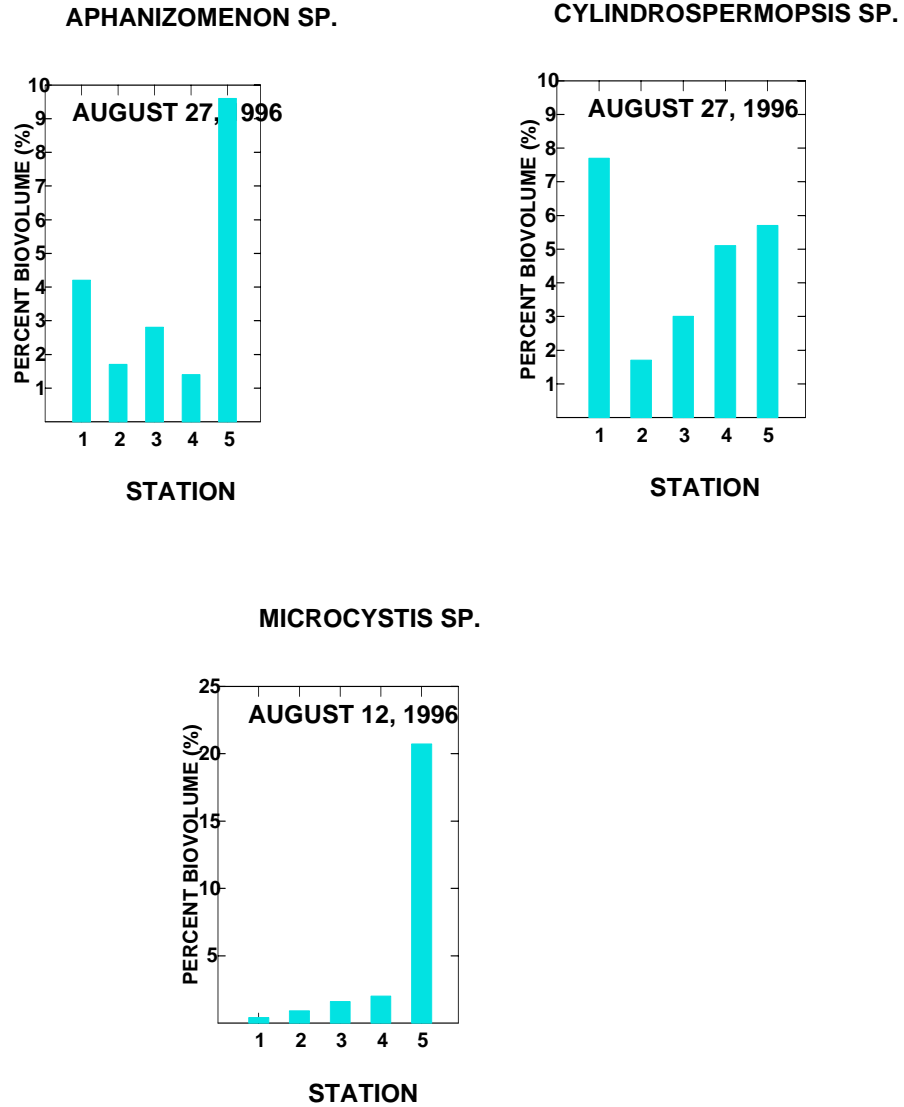 APHANIZOMENON SP.
AUGUST 27, 1996
PERCENT BIOVOLUME (%)
10
9
8
7
6
5
4
3
2
1
1 2 3 4 5
STATION
CYLINDROSPERMOPSIS SP.
AUGUST 27, 1996
PERCENT BIOVOLUME (%)
10
9
8
7
6
5
4
3
2
1
1 2 3 4 5
STATION
MICROCYSTIS SP.
AUGUST 12, 1996
PERCENT BIOVOLUME (%)
25
20
15
10
5
1 2 3 4 5
STATION